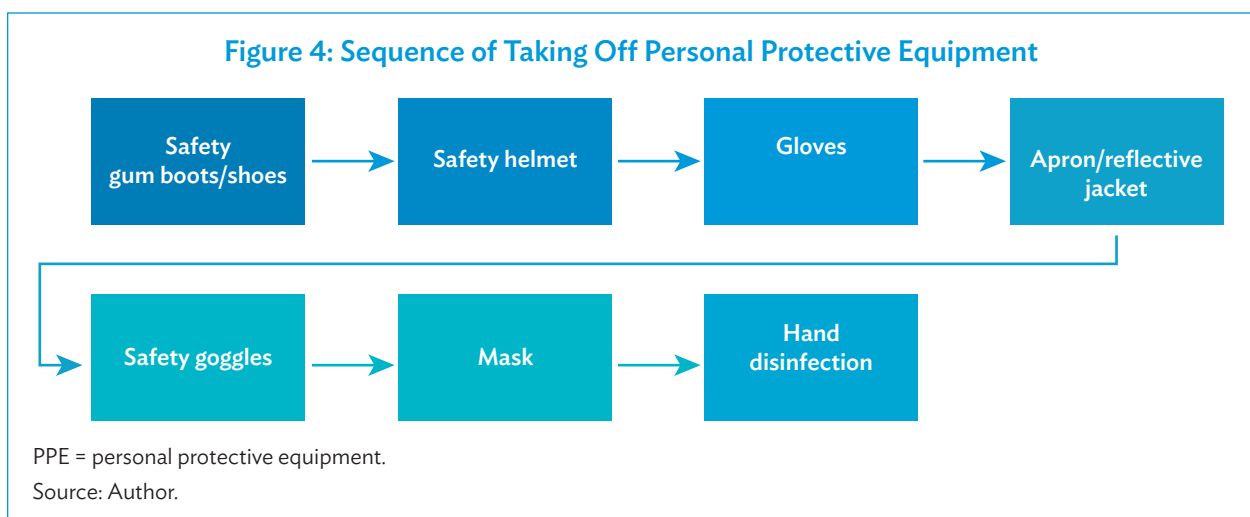 Figure 4: Sequence of Taking Off Personal Protective Equipment
Safety
gum boots/shoes
Safety helmet
Gloves
Apron/reflective
jacket
Safety goggles
Mask
Hand
disinfection
PPE = personal protective equipment.
Source: Author.